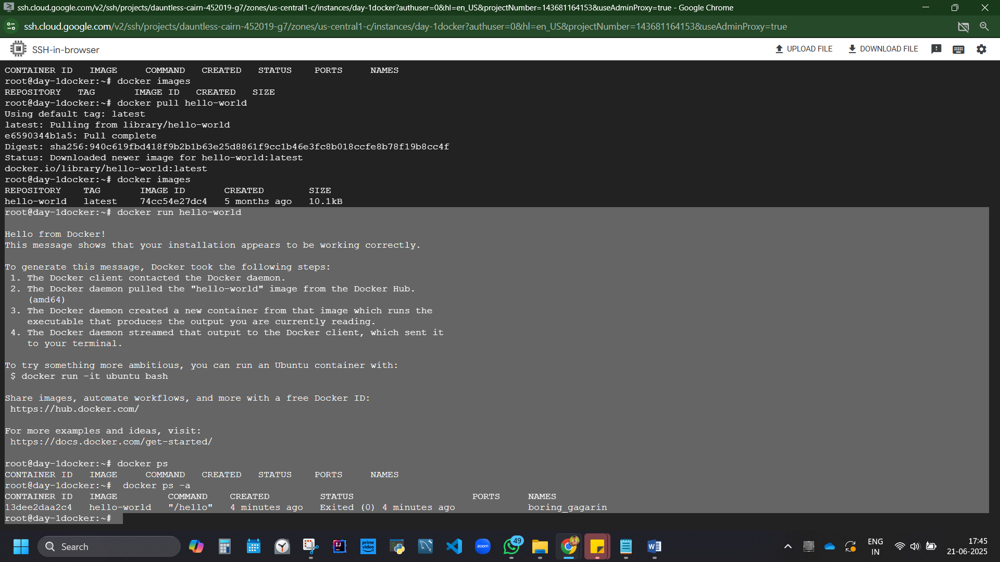 ssh.cloud.google.com/v2/ssh/projects/dauntless-cairn-452019-g7/zones/us-central1-c/instances/day-1docker?authuser=0&hl=en_US&projectNumber=143681164153&useAdminProxy=true - Google Chrome
ssh.cloud.google.com/v2/ssh/projects/dauntless-cairn-452019-g7/zones/us-central1-c/instances/day-1docker?authuser=0&hl=en_US&projectNumber=143681164153&useAdminProxy=true
SSH-in-browser
UPLOAD FILE
DOWNLOAD FILE
CONTAINER ID   IMAGE     COMMAND   CREATED   STATUS    PORTS     NAMES
root@day-1docker:~# docker images
REPOSITORY   TAG       IMAGE ID   CREATED   SIZE
root@day-1docker:~# docker pull hello-world
Using default tag: latest
latest: Pulling from library/hello-world
e6590344b1a5: Pull complete
Digest: sha256:940c619fbd418f9b2b1b63e25d8861f9cc1b46e3fc8b018ccfe8b78f19b8cc4f
Status: Downloaded newer image for hello-world:latest
docker.io/library/hello-world:latest
root@day-1docker:~# docker images
REPOSITORY    TAG       IMAGE ID       CREATED        SIZE
hello-world   latest    74cc54e27dc4   5 months ago   10.1kB
root@day-1docker:~# docker run hello-world
Hello from Docker!
This message shows that your installation appears to be working correctly.
To generate this message, Docker took the following steps:
 1. The Docker client contacted the Docker daemon.
 2. The Docker daemon pulled the "hello-world" image from the Docker Hub.
    (amd64)
 3. The Docker daemon created a new container from that image which runs the
    executable that produces the output you are currently reading.
 4. The Docker daemon streamed that output to the Docker client, which sent it
    to your terminal.
To try something more ambitious, you can run an Ubuntu container with:
 $ docker run -it ubuntu bash
Share images, automate workflows, and more with a free Docker ID:
 https://hub.docker.com/
For more examples and ideas, visit:
 https://docs.docker.com/get-started/
root@day-1docker:~# docker ps
CONTAINER ID   IMAGE     COMMAND   CREATED   STATUS    PORTS     NAMES
root@day-1docker:~#  docker ps -a
CONTAINER ID   IMAGE         COMMAND    CREATED         STATUS                     PORTS     NAMES
13dee2daa2c4   hello-world   "/hello"   4 minutes ago   Exited (0) 4 minutes ago             boring_gagarin
root@day-1docker:~#
Search
IJ
prime video
zoom
49
W
ENG
IN
17:45
21-06-2025